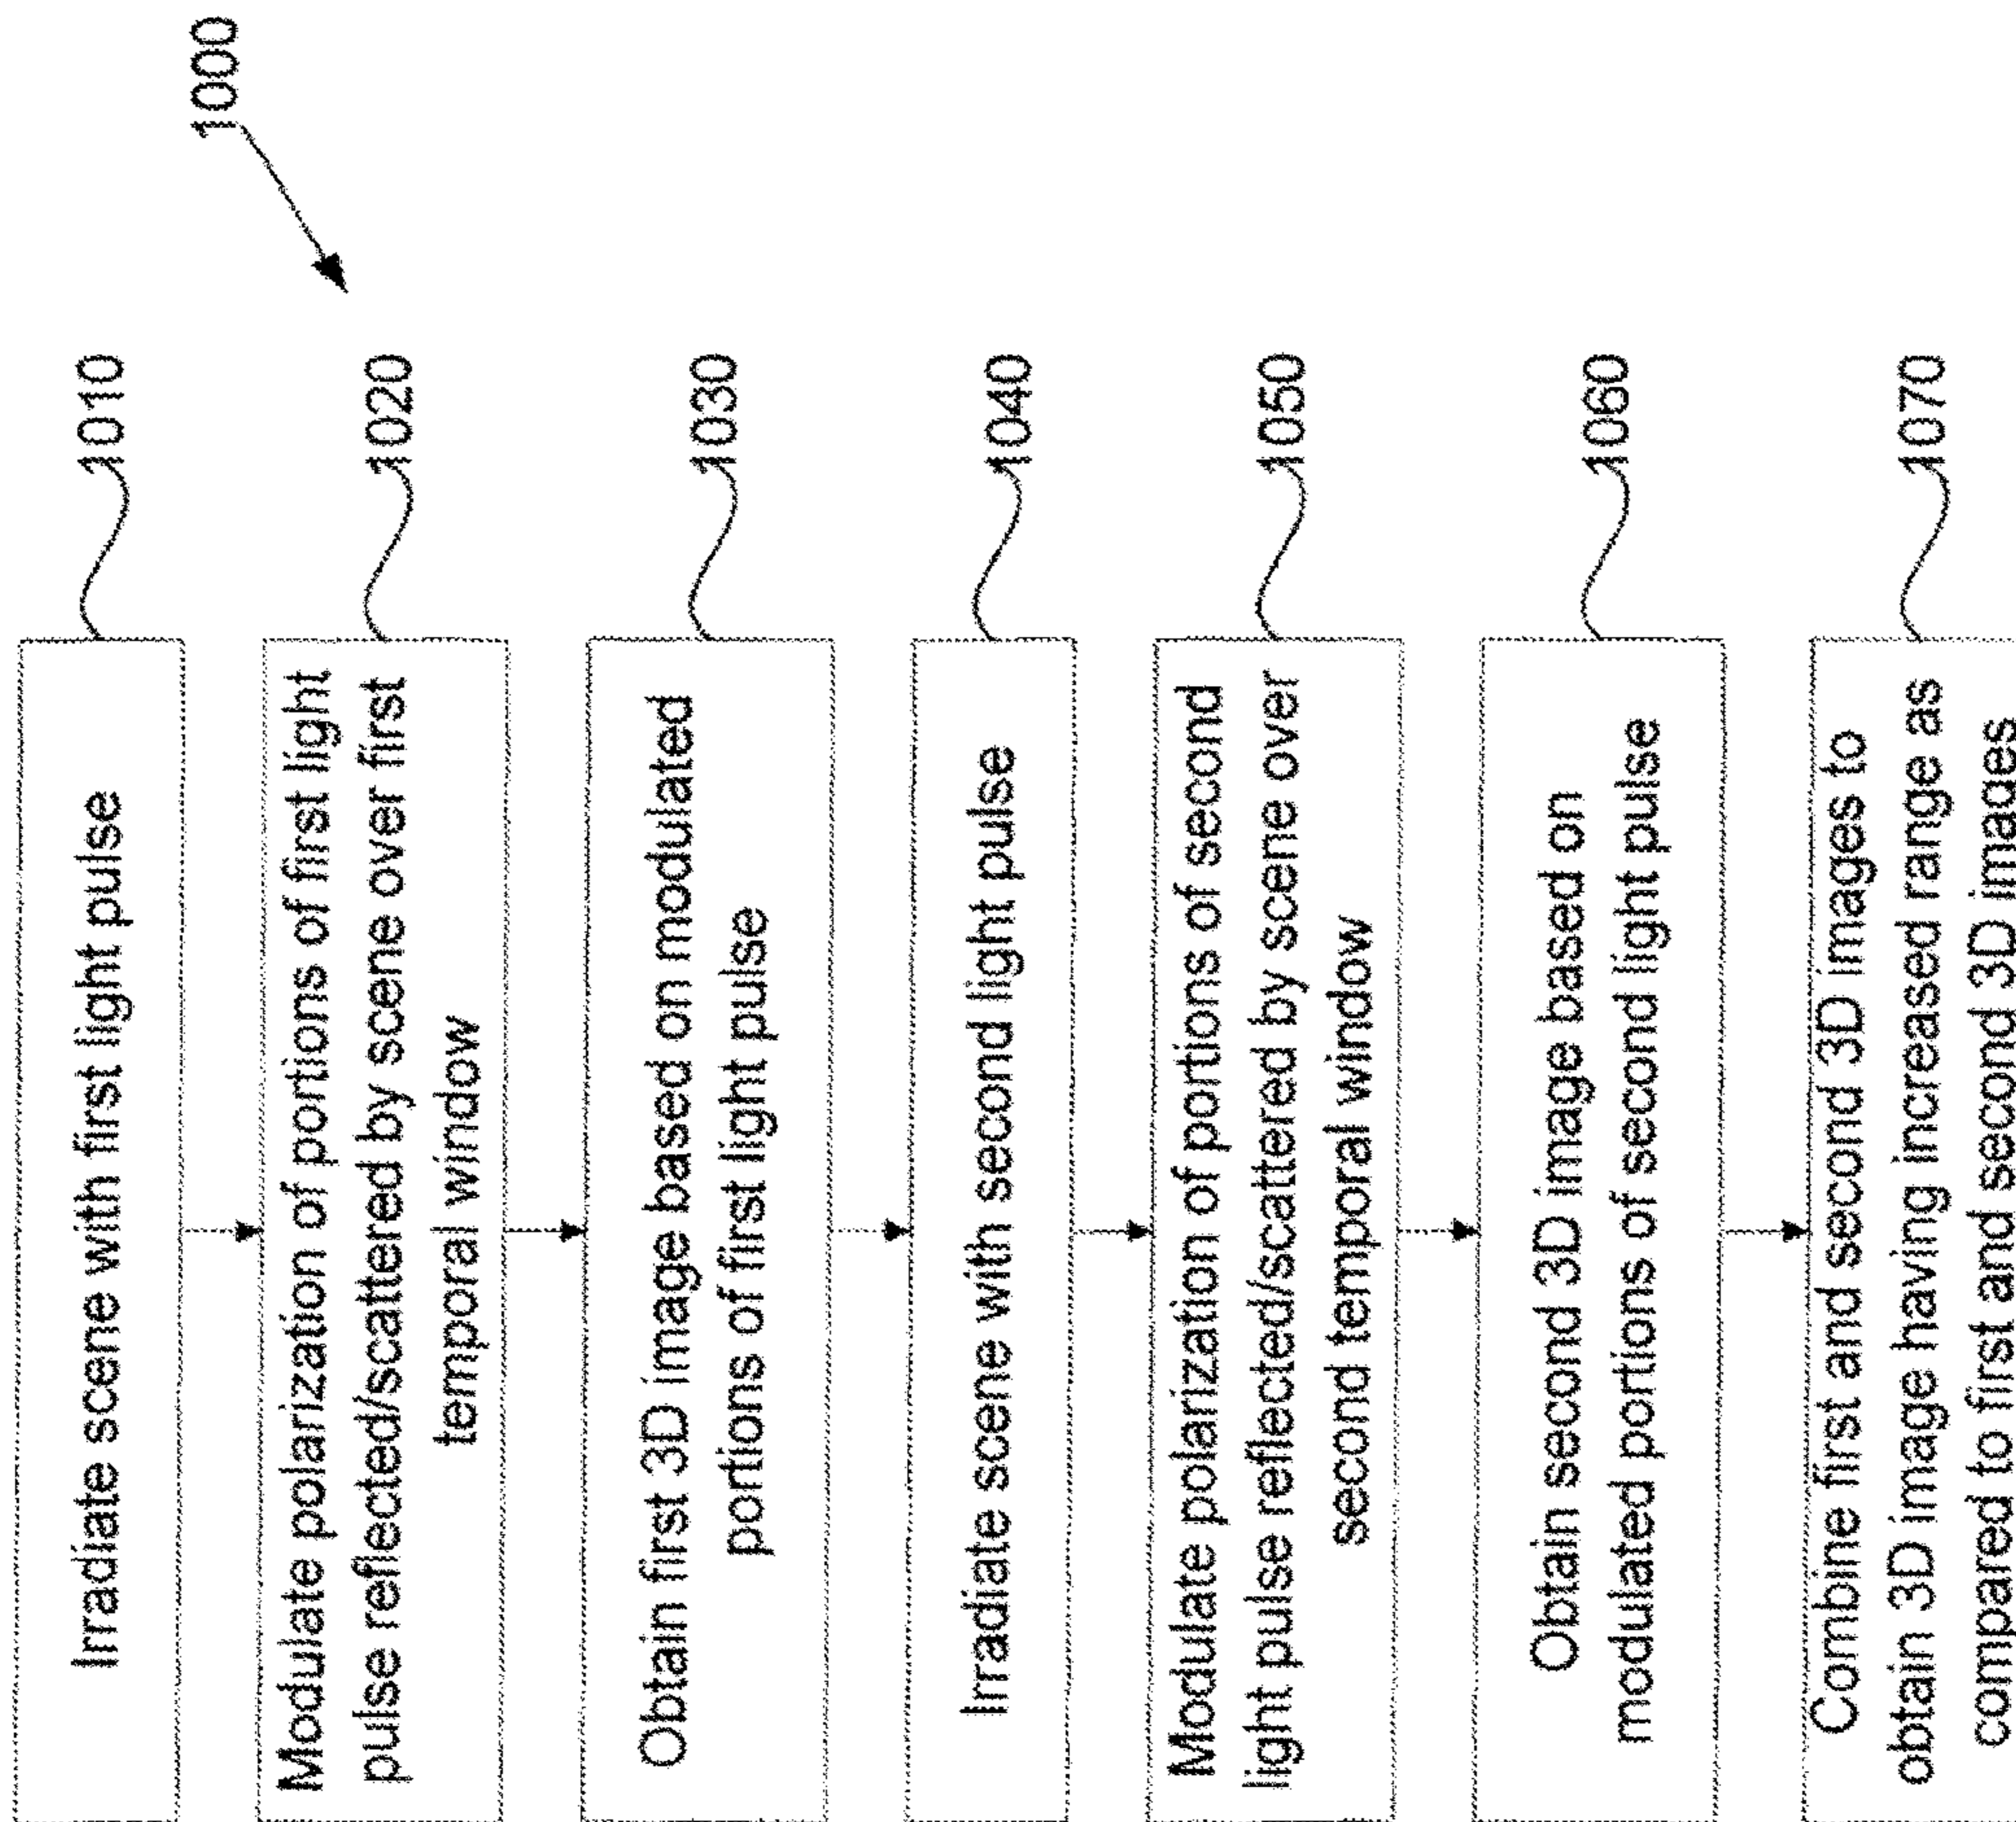 1000
Irradiate scene with first light pulse
1010
Modulate polarization of portions of first light
pulse reflected/scattered by scene over first
temporal window
1020
Obtain first 3D image based on modulated
portions of first light pulse
1030
Irradiate scene with second light pulse
1040
Modulate polarization of portions of second
light pulse reflected/scattered by scene over
second temporal window
1050
Obtain second 3D image based on
modulated portions of second light pulse
1060
Combine first and second 3D images to
obtain 3D image having increased range as
compared to first and second 3D images
1070